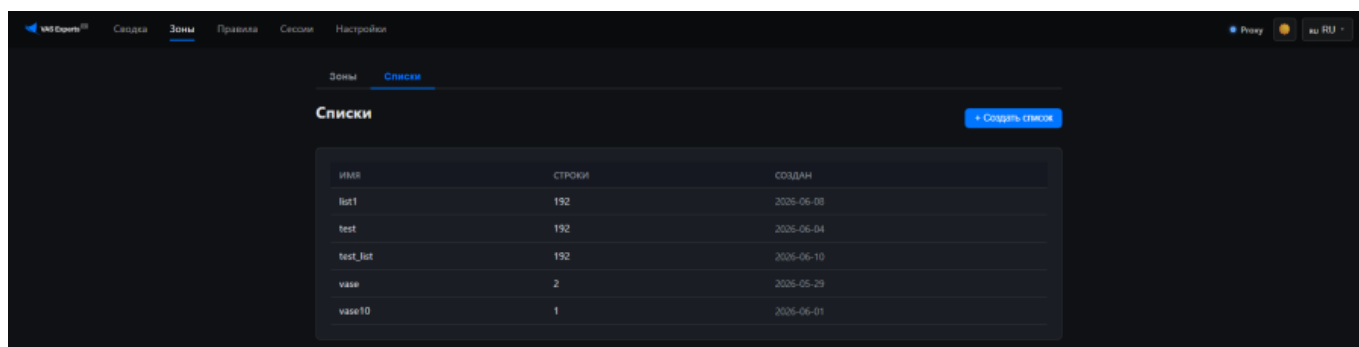 VAS Experts Сводка Зоны Правила Сессии Настройки Proxy RU RU
Зоны Списки
Списки
+ Создать список
ИМЯ СТРОКИ СОЗДАН
list1 192 2026-06-08
test 192 2026-06-04
test_list 192 2026-06-10
vase 2 2026-05-29
vase10 1 2026-06-01